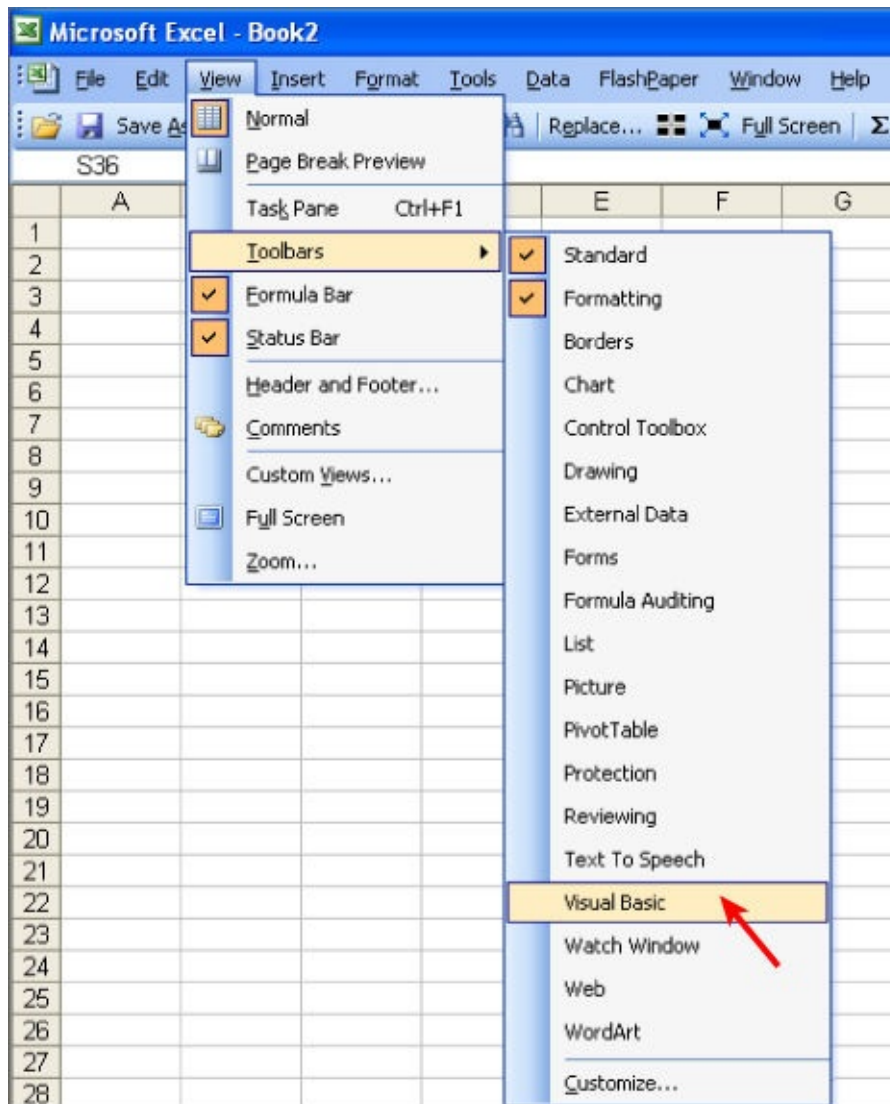 Microsoft Excel - Book2
File Edit View Insert Format Tools Data FlashPaper Window Help
Save As Replace... Full Screen Σ
S36
A E F G
Normal
Page Break Preview
Task Pane Ctrl+F1
Toolbars
Formula Bar
Status Bar
Header and Footer...
Comments
Custom Views...
Full Screen
Zoom...
Standard
Formatting
Borders
Chart
Control Toolbox
Drawing
External Data
Forms
Formula Auditing
List
Picture
PivotTable
Protection
Reviewing
Text To Speech
Visual Basic
Watch Window
Web
WordArt
Customize...
1
2
3
4
5
6
7
8
9
10
11
12
13
14
15
16
17
18
19
20
21
22
23
24
25
26
27
28